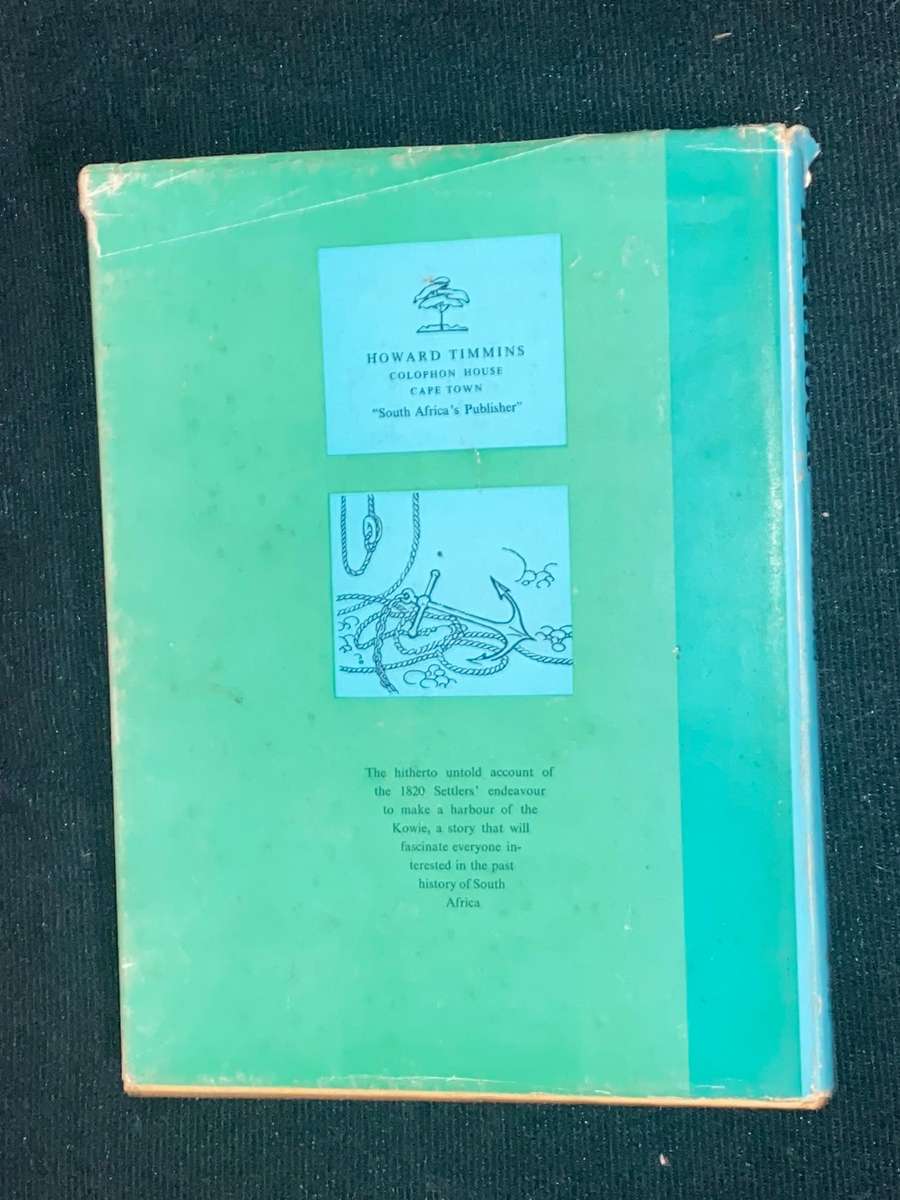 HOWARD TIMMINS
COLOPHON HOUSE
CAPE TOWN
"South Africa's Publisher"
The hitherto untold account of
the 1820 Settlers' endeavour
to make a harbour of the
Kowie, a story that will
fascinate everyone in-
terested in the past
history of South
Africa